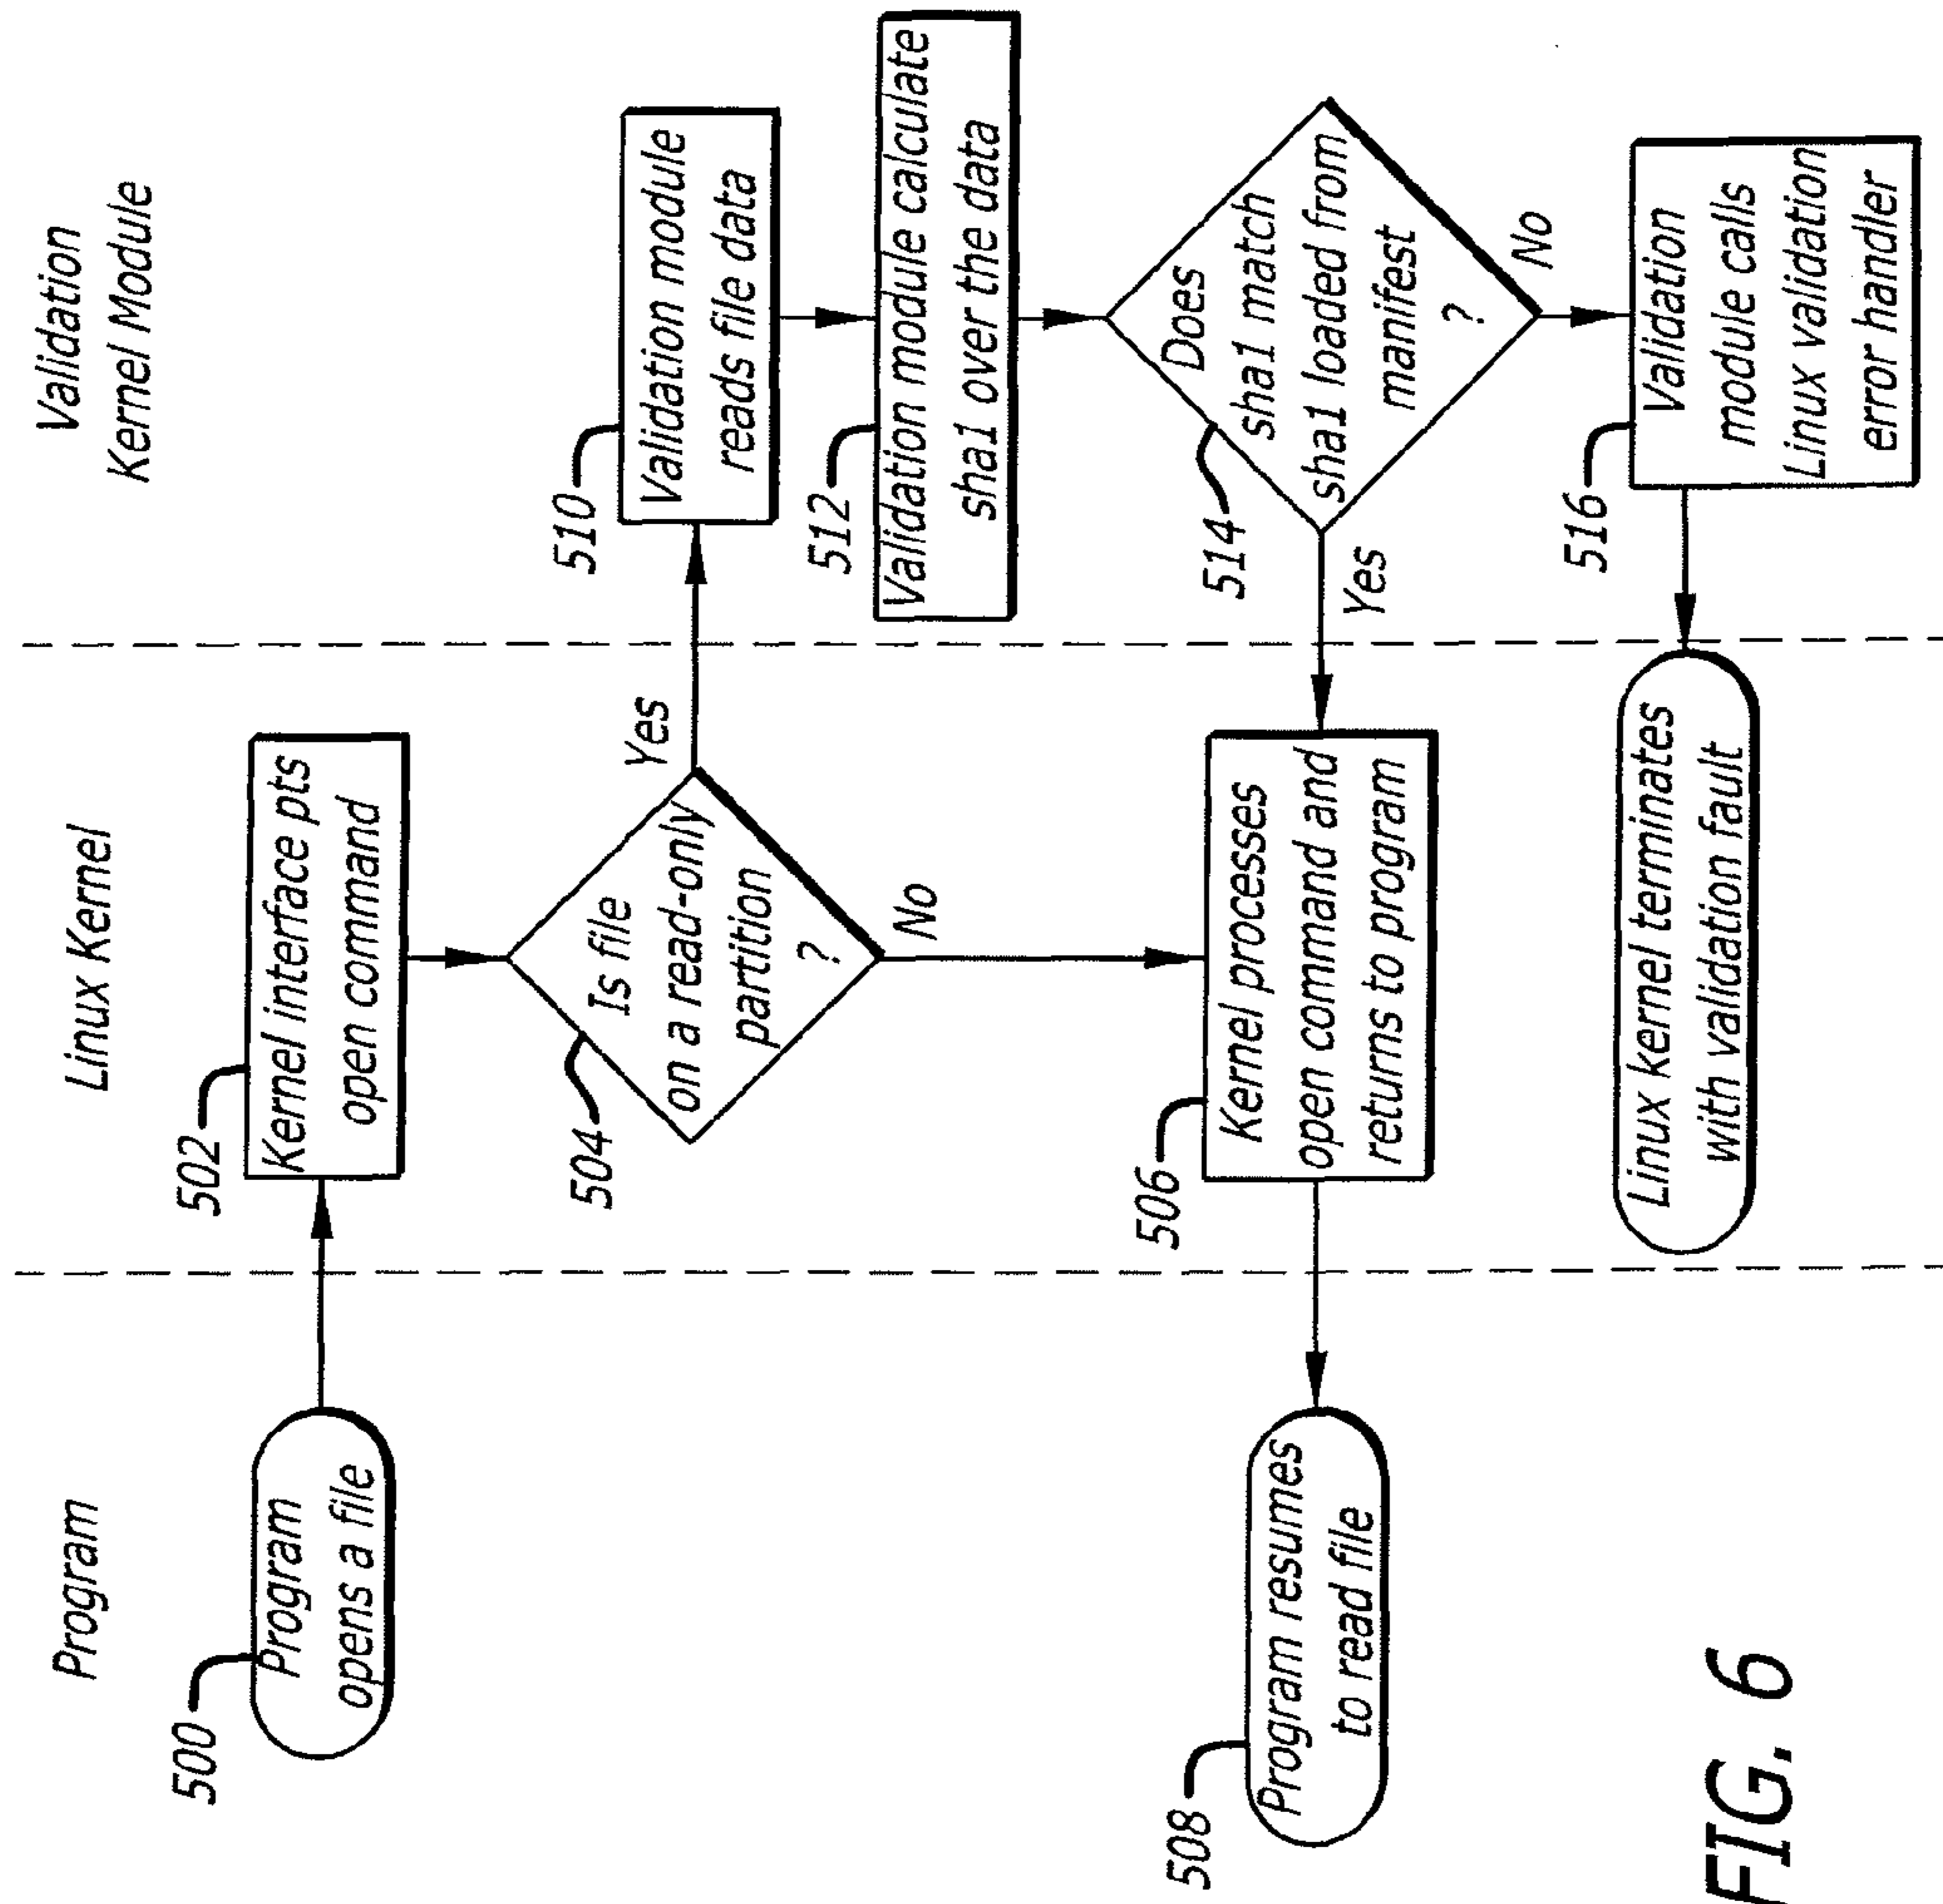 Program
Linux Kernel
Validation
Kernel Module
500
Program
opens a file
502
Kernel interface pts
open command
504
Is file
on a read-only
partition
?
Yes
No
510
Validation module
reads file data
512
Validation module calculate
sha1 over the data
514
Does
sha1 match
sha1 loaded from
manifest
?
Yes
No
506
Kernel processes
open command and
returns to program
508
Program resumes
to read file
516
Validation
module calls
Linux validation
error handler
Linux kernel terminates
with validation fault
FIG. 6